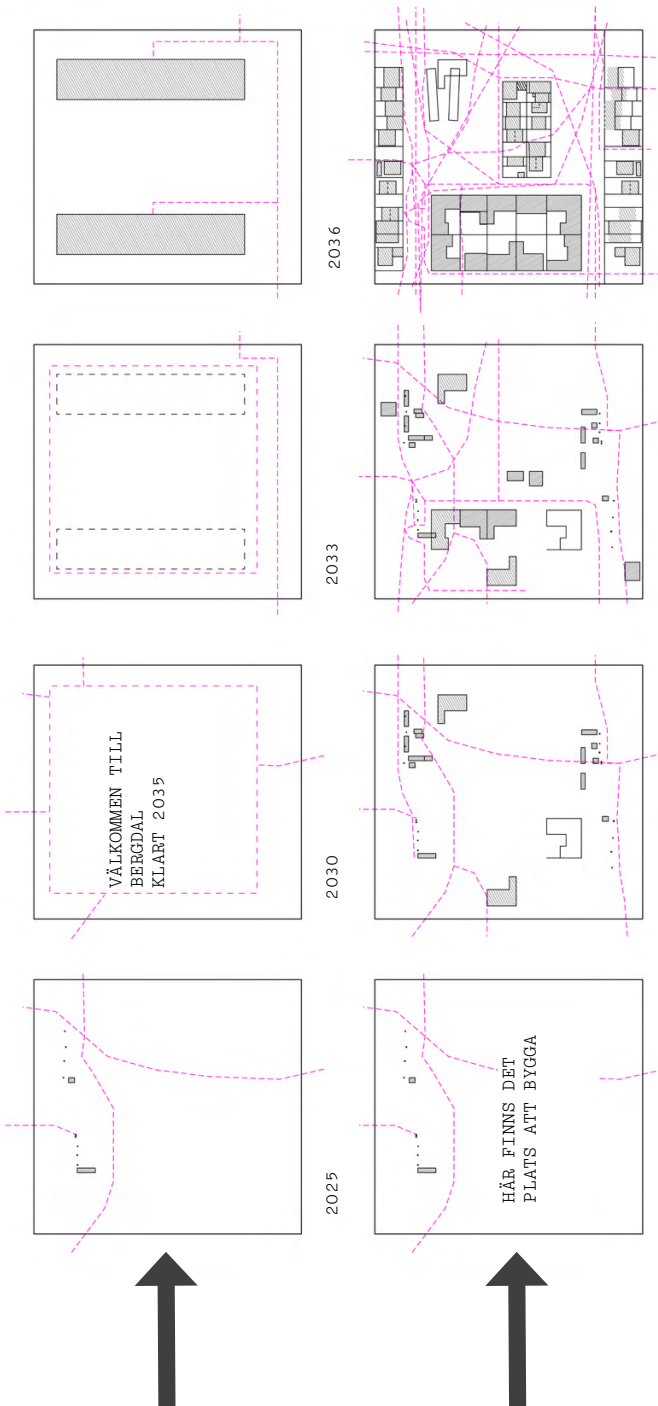 VÄLKOMMEN TILL
BERGDAL
KLART 2035
2025
2030
2033
2036
HÄR FINNS DET
PLATS ATT BYGGA